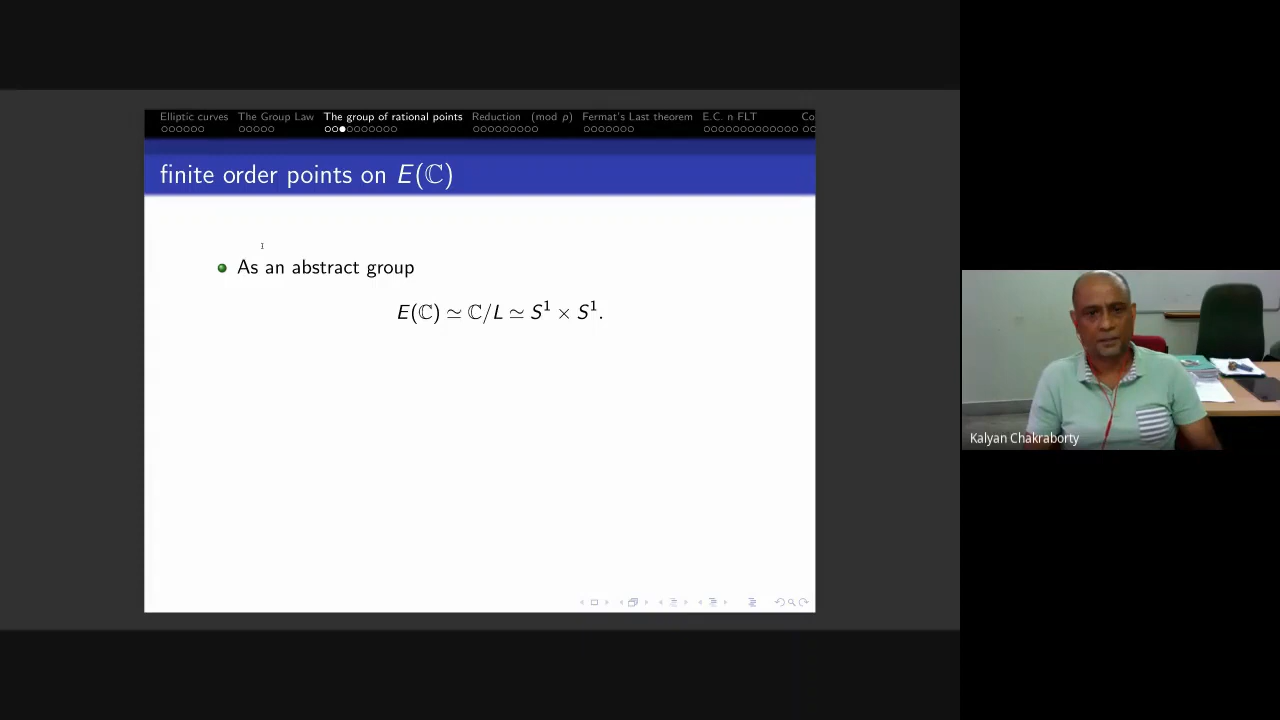 Elliptic curves The Group Law The group of rational points Reduction (mod p) Fermat's Last theorem E.C. n FLT Co
finite order points on E(ℂ)
As an abstract group
E(ℂ) ≃ ℂ/L ≃ S¹ × S¹.
Kalyan Chakraborty